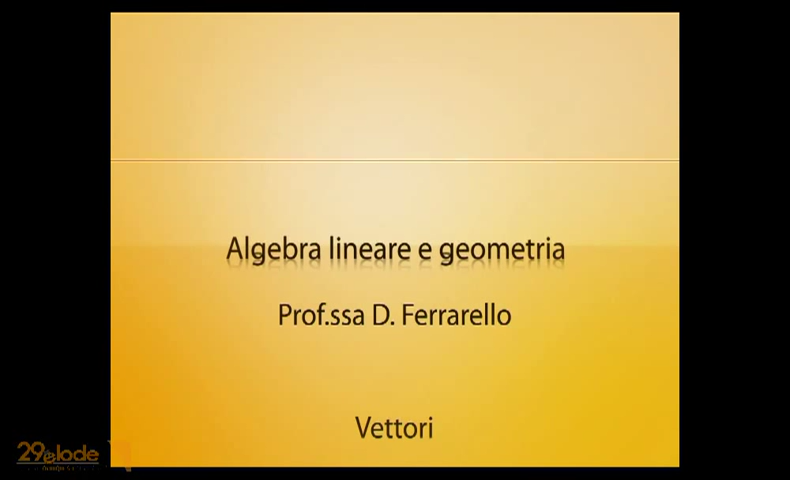 Algebra lineare e geometria
Prof.ssa D. Ferrarello
Vettori
29elode